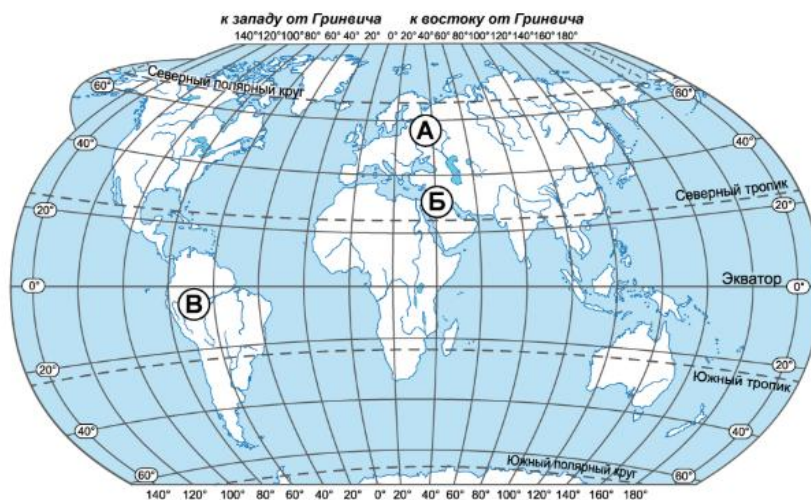 к западу от Гринвича к востоку от Гринвича
140°120°100°80° 60° 40° 20° 0° 20° 40° 60° 80° 100°120°140°160°180°
Северный полярный круг
60° 60°
А
40° 40°
Б
Северный тропик
20° 20°
Экватор
0° 0°
В
20° 20°
Южный тропик
40° 40°
Южный полярный круг
60° 60°
140° 120° 100° 80° 60° 40° 20° 0° 20° 40° 60° 80° 100° 120° 140° 160° 180°